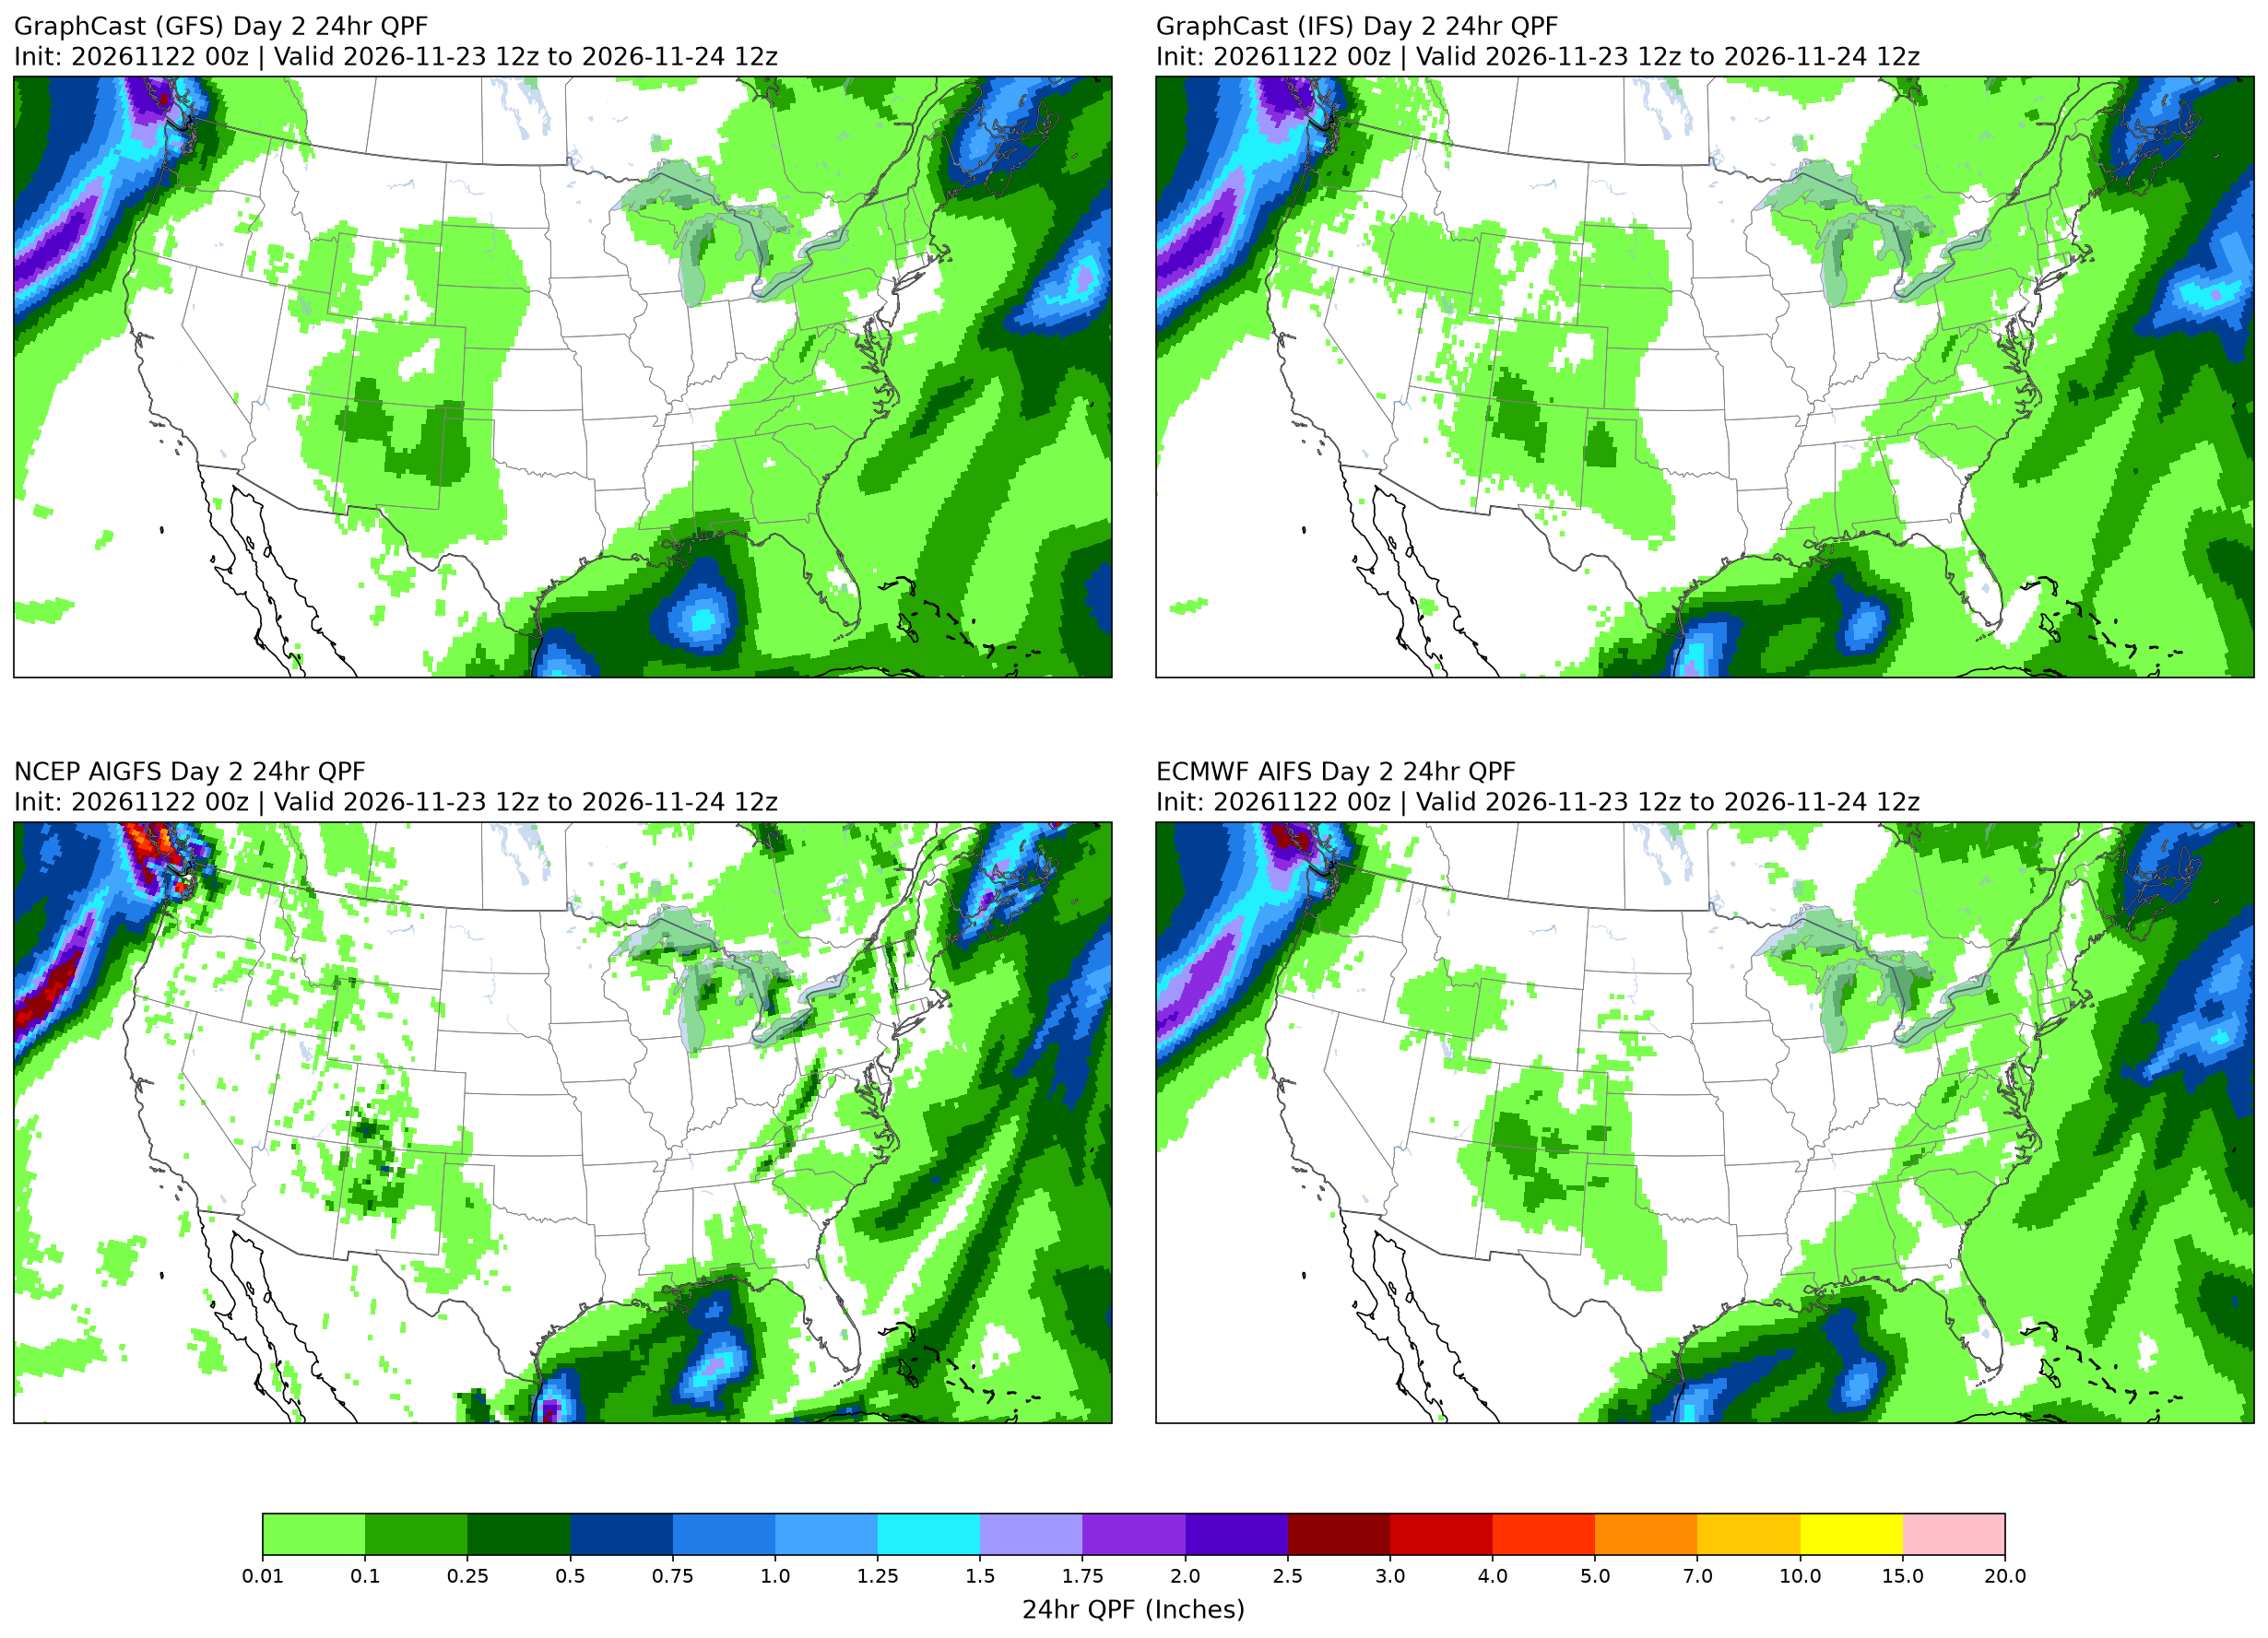 GraphCast (GFS) Day 2 24hr QPF
Init: 20261122 00z | Valid 2026-11-23 12z to 2026-11-24 12z
GraphCast (IFS) Day 2 24hr QPF
Init: 20261122 00z | Valid 2026-11-23 12z to 2026-11-24 12z
NCEP AIGFS Day 2 24hr QPF
Init: 20261122 00z | Valid 2026-11-23 12z to 2026-11-24 12z
ECMWF AIFS Day 2 24hr QPF
Init: 20261122 00z | Valid 2026-11-23 12z to 2026-11-24 12z
0.01 0.1 0.25 0.5 0.75 1.0 1.25 1.5 1.75 2.0 2.5 3.0 4.0 5.0 7.0 10.0 15.0 20.0
24hr QPF (Inches)